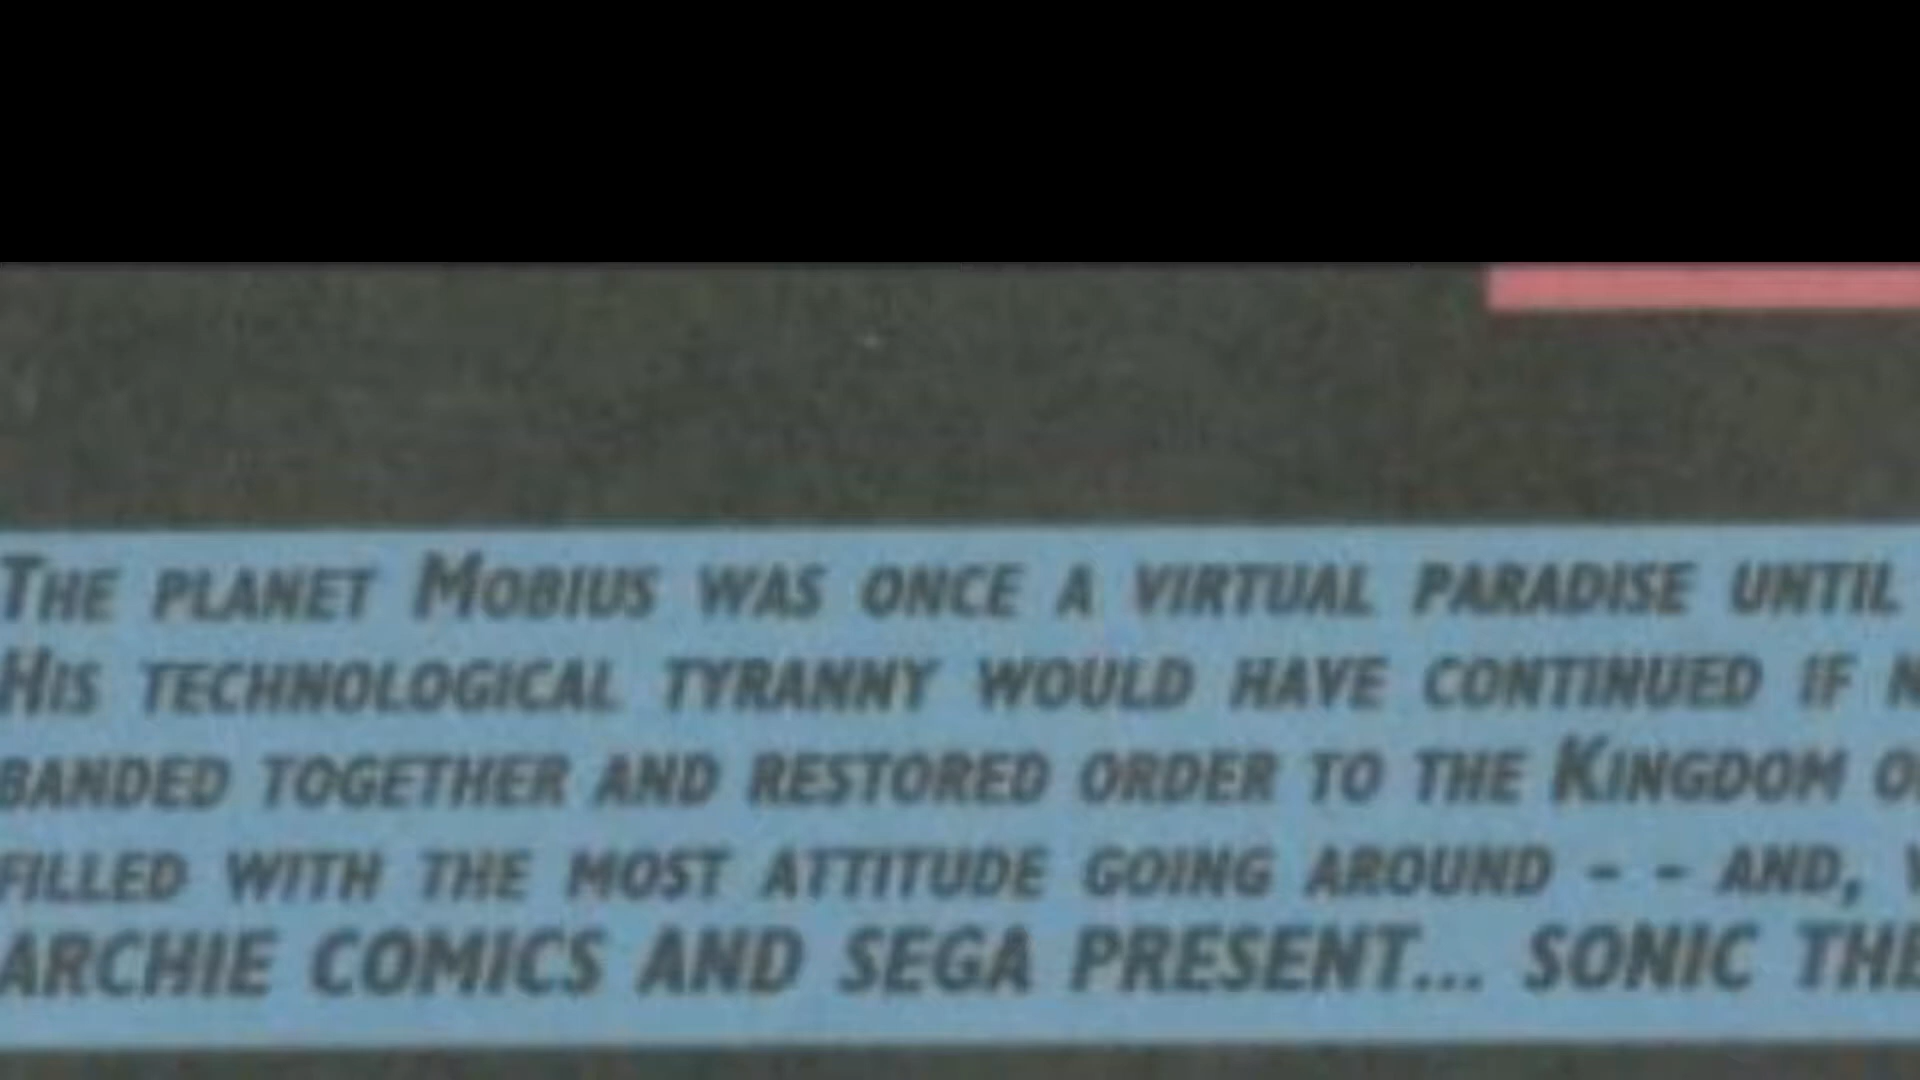 THE PLANET MOBIUS WAS ONCE A VIRTUAL PARADISE UNTIL
HIS TECHNOLOGICAL TYRANNY WOULD HAVE CONTINUED IF
BANDED TOGETHER AND RESTORED ORDER TO THE KINGDOM
FILLED WITH THE MOST ATTITUDE GOING AROUND - - AND,
ARCHIE COMICS AND SEGA PRESENT... SONIC THE